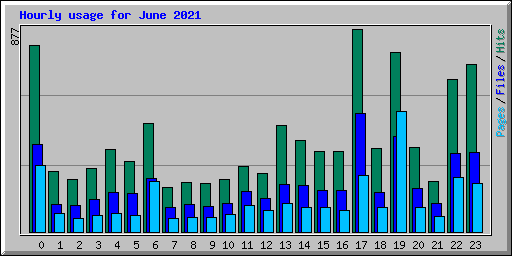 Hourly usage for June 2021
877
Pages / Files / Hits
0 1 2 3 4 5 6 7 8 9 10 11 12 13 14 15 16 17 18 19 20 21 22 23